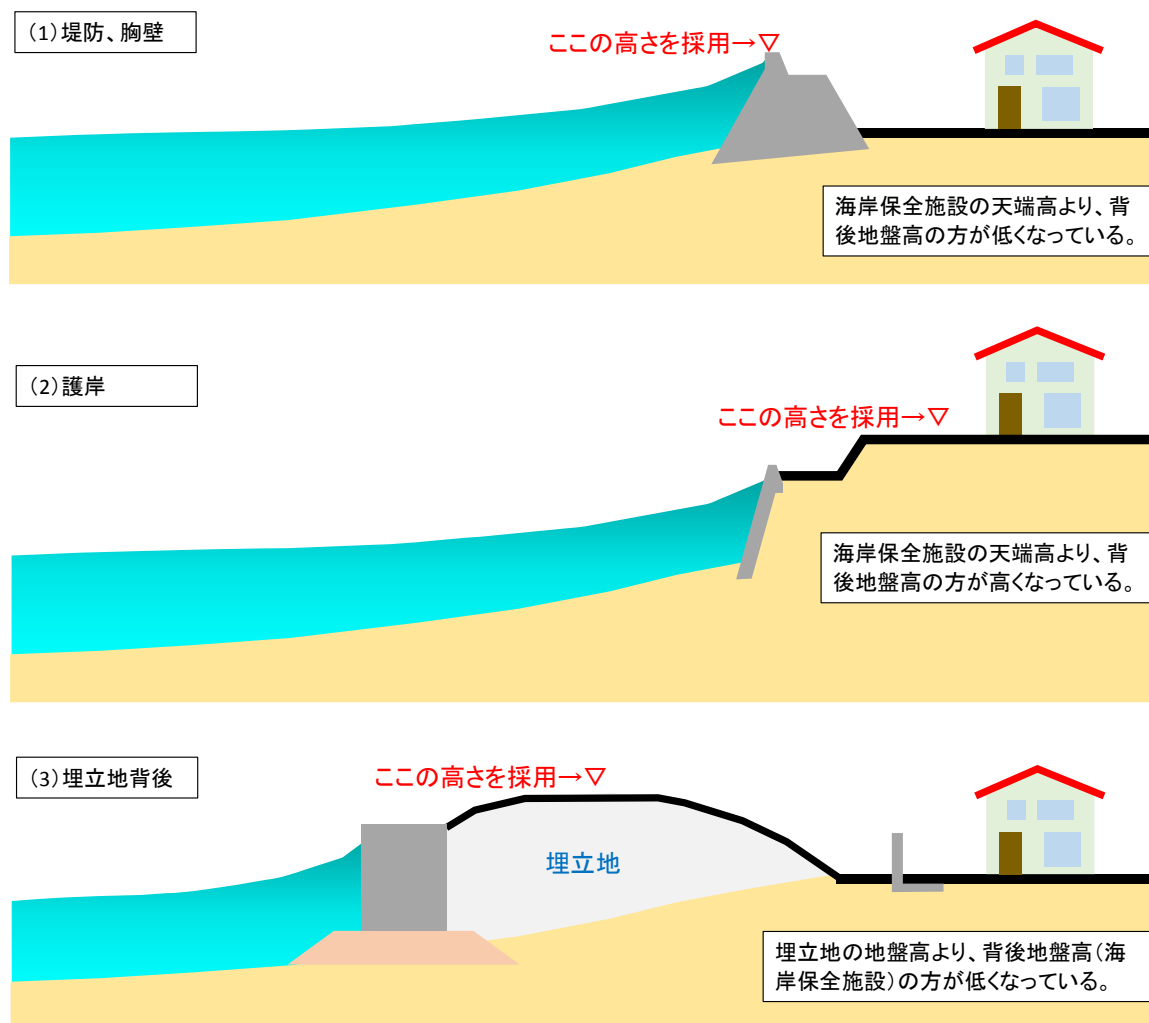 (1)堤防、胸壁
ここの高さを採用→▽
海岸保全施設の天端高より、背
後地盤高の方が低くなっている。
(2)護岸
ここの高さを採用→▽
海岸保全施設の天端高より、背
後地盤高の方が高くなっている。
(3)埋立地背後
ここの高さを採用→▽
埋立地
埋立地の地盤高より、背後地盤高(海
岸保全施設)の方が低くなっている。